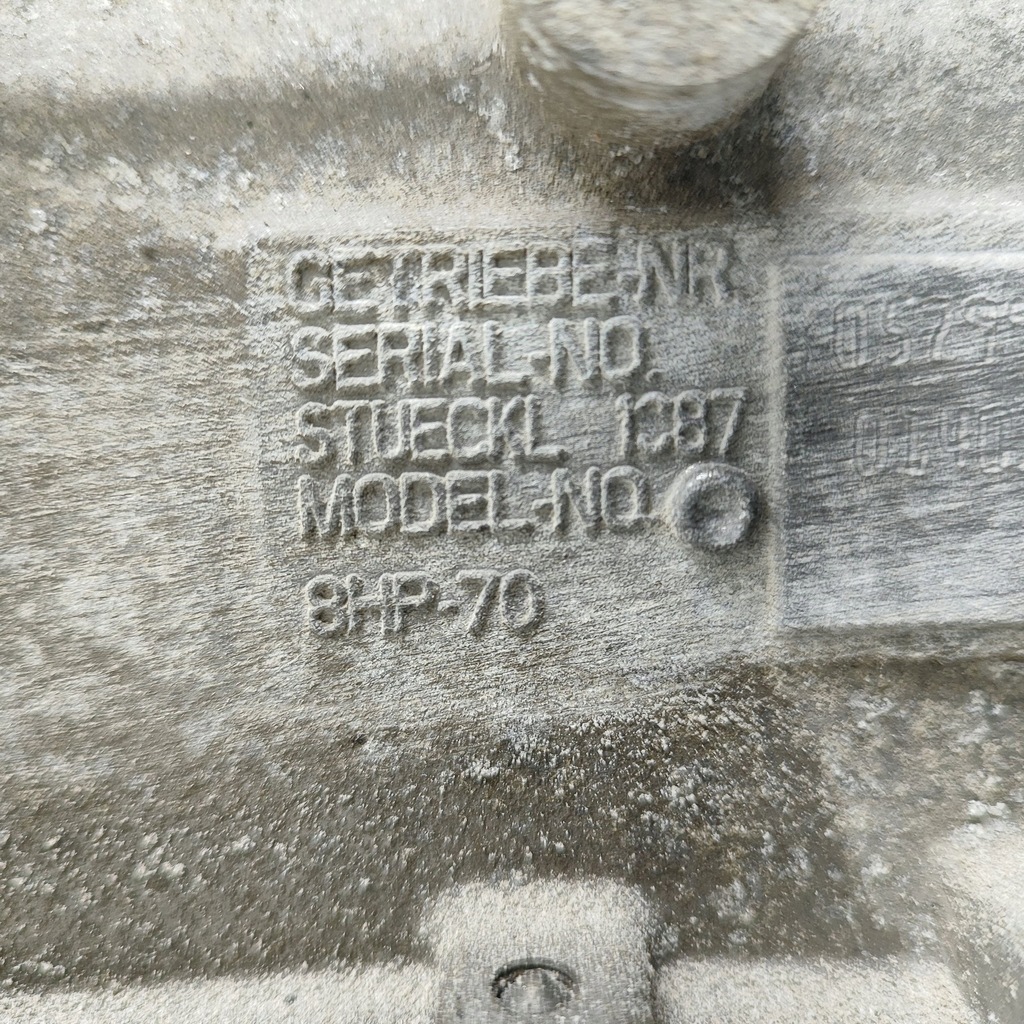 GETRIEBE-NR.
SERIAL-NO.
STUECKL. 1087
MODEL-NO.
8HP-70